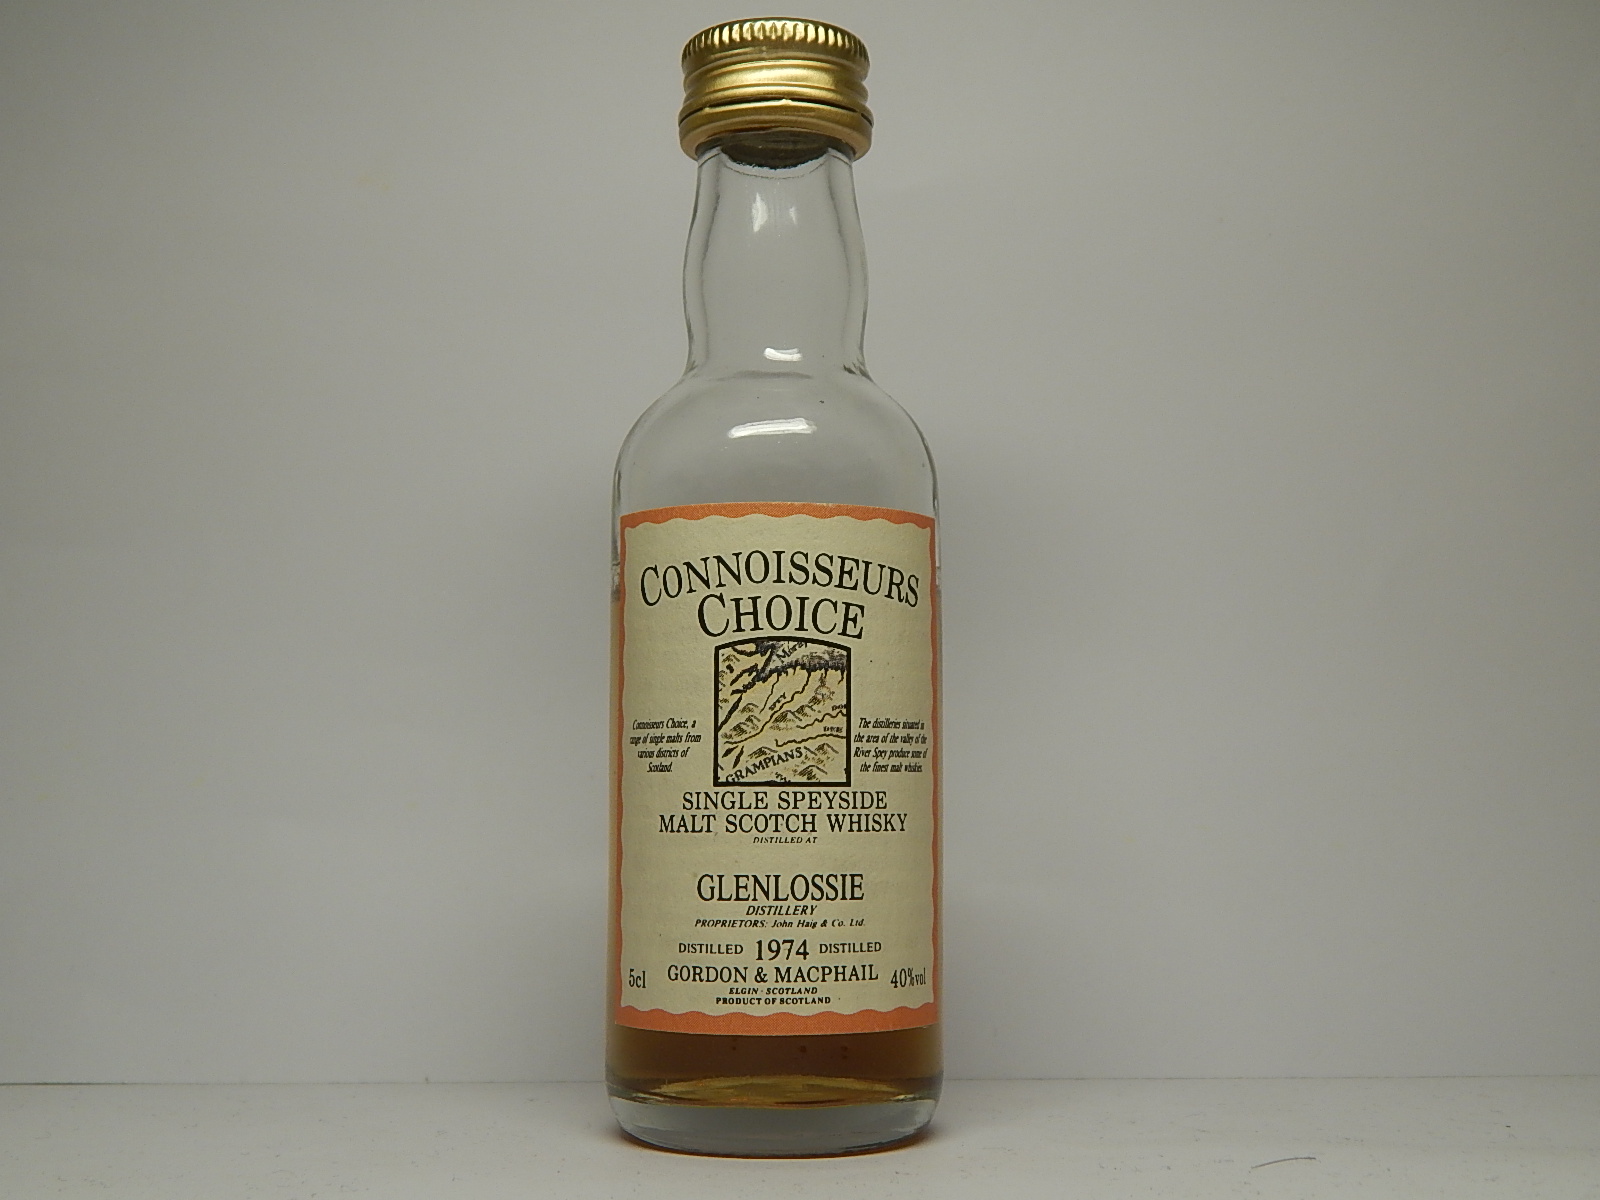 CONNOISSEURS
CHOICE
Moray
SPEY
GRAMPIANS
Connoisseurs Choice, a
range of single malts from
various districts of
Scotland.
The distilleries situated in
the area of the valley of the
River Spey produce some of
the finest malt whiskies.
SINGLE SPEYSIDE
MALT SCOTCH WHISKY
DISTILLED AT
GLENLOSSIE
DISTILLERY
PROPRIETORS: John Haig & Co. Ltd.
DISTILLED 1974 DISTILLED
5cl GORDON & MACPHAIL 40%vol
ELGIN · SCOTLAND
PRODUCT OF SCOTLAND